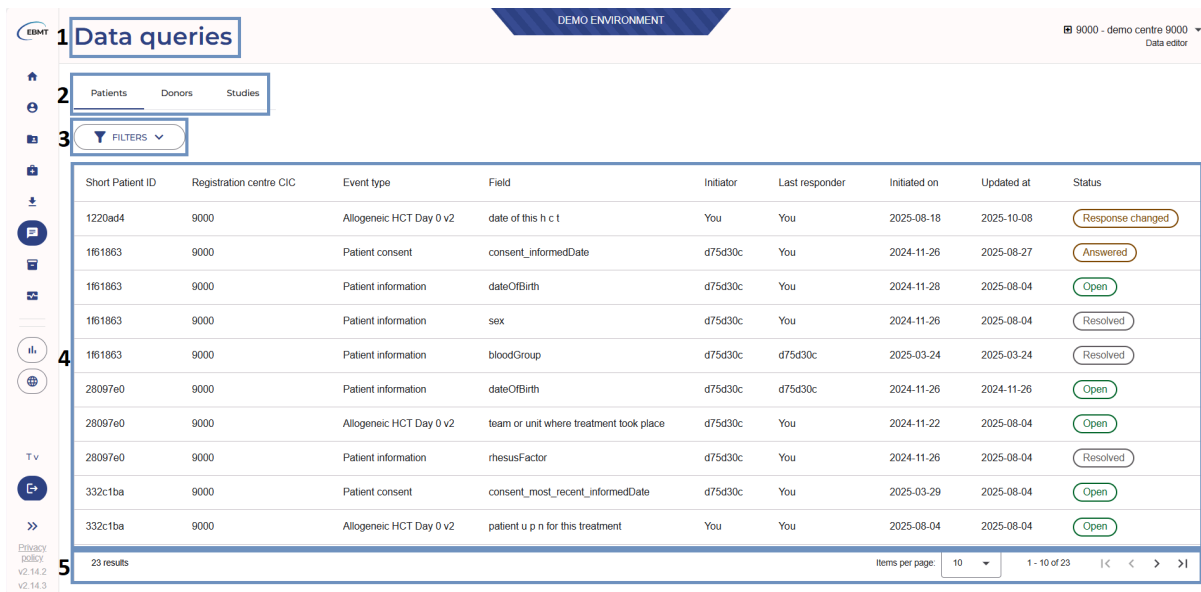 EBMT
DEMO ENVIRONMENT
1 Data queries
9000 - demo centre 9000
Data editor
2 Patients Donors Studies
3 FILTERS
Short Patient ID Registration centre CIC Event type Field Initiator Last responder Initiated on Updated at Status
1220ad4 9000 Allogeneic HCT Day 0 v2 date of this h c t You You 2025-08-18 2025-10-08 Response changed
1f61863 9000 Patient consent consent_informedDate d75d30c You 2024-11-26 2025-08-27 Answered
1f61863 9000 Patient information dateOfBirth d75d30c You 2024-11-28 2025-08-04 Open
1f61863 9000 Patient information sex d75d30c You 2024-11-26 2025-08-04 Resolved
4 1f61863 9000 Patient information bloodGroup d75d30c d75d30c 2025-03-24 2025-03-24 Resolved
28097e0 9000 Patient information dateOfBirth d75d30c d75d30c 2024-11-26 2024-11-26 Open
28097e0 9000 Allogeneic HCT Day 0 v2 team or unit where treatment took place d75d30c You 2024-11-22 2025-08-04 Open
28097e0 9000 Patient information rhesusFactor d75d30c You 2024-11-26 2025-08-04 Resolved
332c1ba 9000 Patient consent consent_most_recent_informedDate d75d30c You 2025-03-29 2025-08-04 Open
332c1ba 9000 Allogeneic HCT Day 0 v2 patient u p n for this treatment You You 2025-08-04 2025-08-04 Open
5 23 results Items per page: 10 1 - 10 of 23
T v
Privacy
policy
v2.14.2
v2.14.3